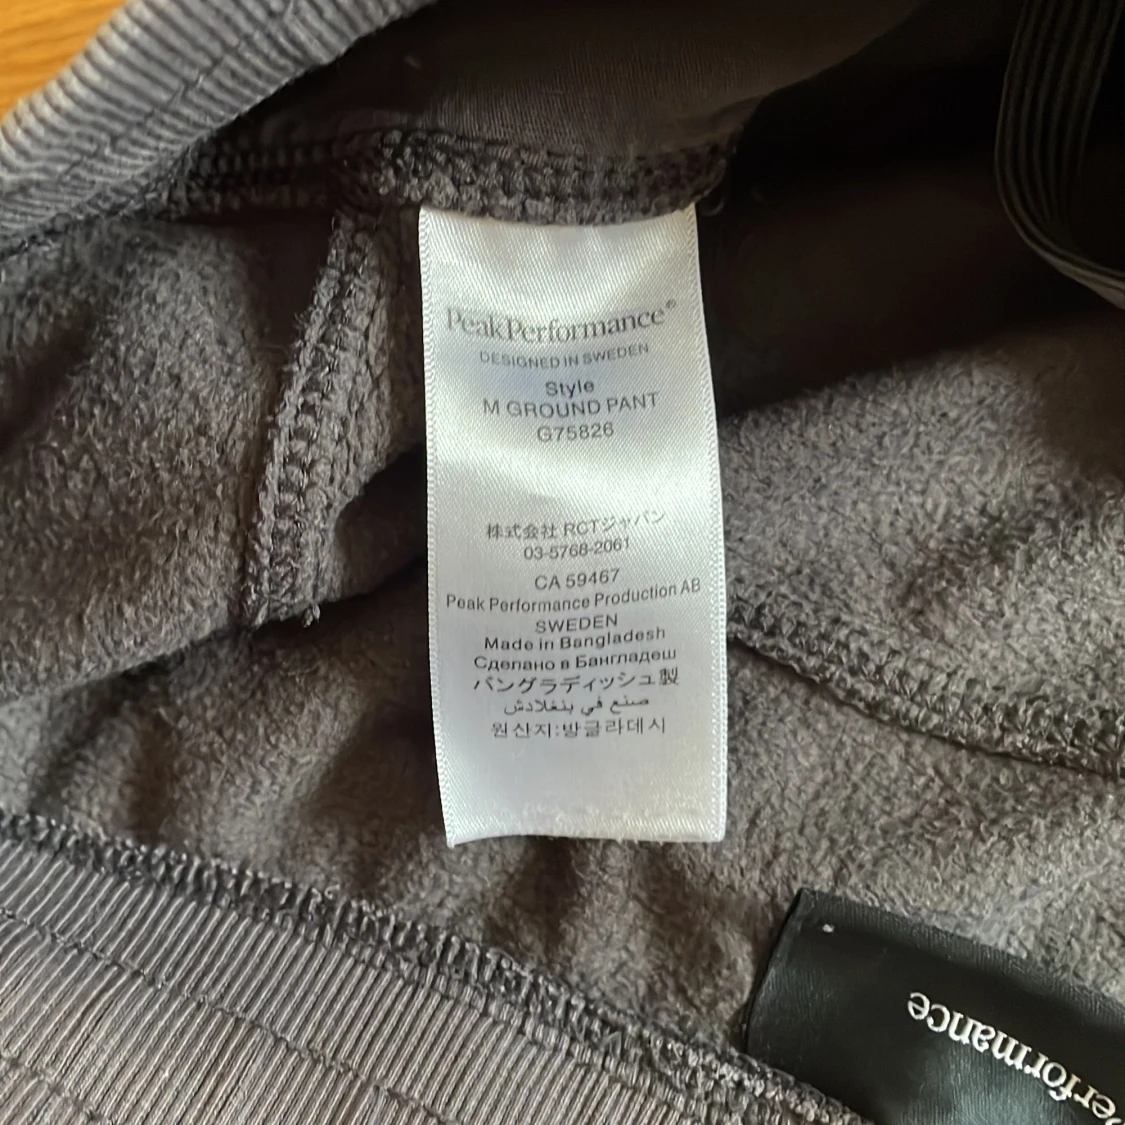 PeakPerformance®
DESIGNED IN SWEDEN
Style
M GROUND PANT
G75826
株式会社 RCTジャパン
03-5768-2061
CA 59467
Peak Performance Production AB
SWEDEN
Made in Bangladesh
Сделано в Бангладеш
バングラディッシュ製
صنع في بنغلادش
원산지:방글라데시
Performance